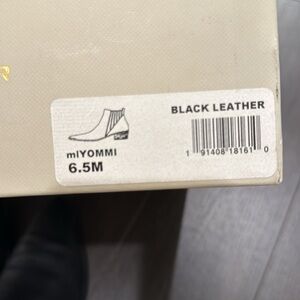 BLACK LEATHER
mIYOMMI
6.5M
1 91408 18161 0